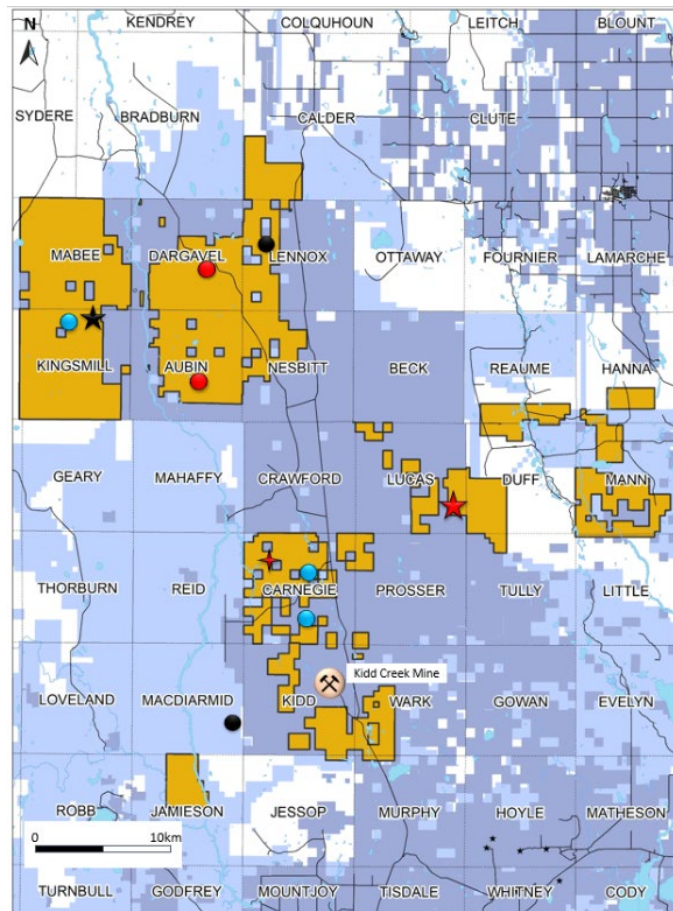 N
KENDREY COLQUHOUN LEITCH BLOUNT
SYDERE BRADBURN CALDER CLUTE
MABEE DARGAVEL LENNOX OTTAWAY FOURNIER LAMARCHE
KINGSMILL AUBIN NESBITT BECK REAUME HANNA
GEARY MAHAFFY CRAWFORD LUCAS DUFF MANN
THORBURN REID CARNEGIE PROSSER TULLY LITTLE
Kidd Creek Mine
LOVELAND MACDIARMID KIDD WARK GOWAN EVELYN
ROBB JAMIESON JESSOP MURPHY HOYLE MATHESON
0 10km
TURNBULL GODFREY MOUNTJOY TISDALE WHITNEY CODY